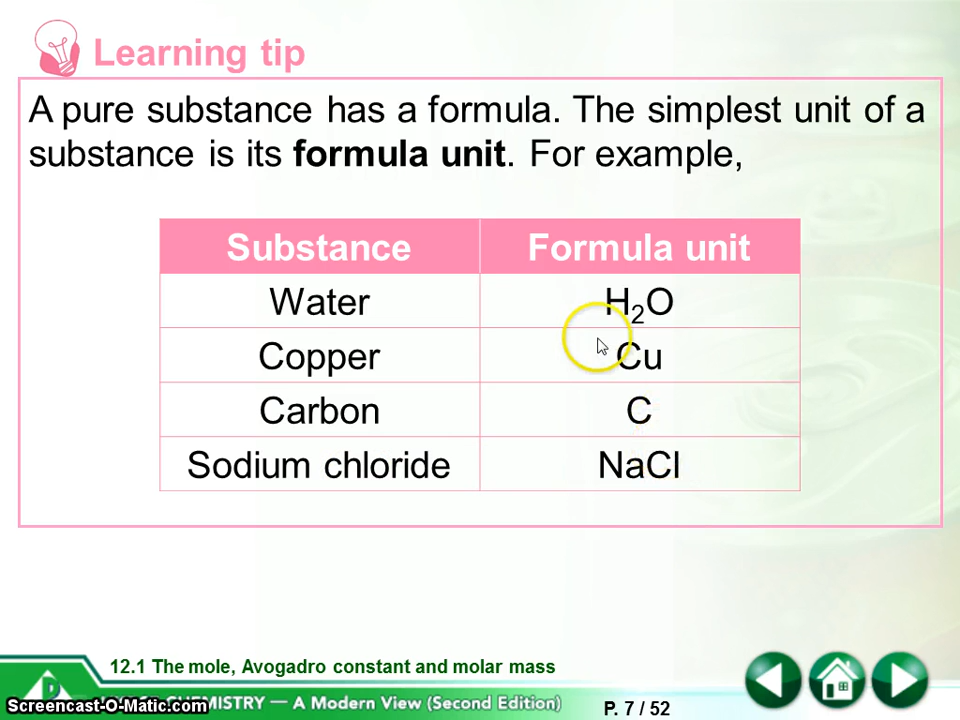 Learning tip
A pure substance has a formula. The simplest unit of a
substance is its formula unit. For example,
Substance Formula unit
Water H₂O
Copper Cu
Carbon C
Sodium chloride NaCl
12.1 The mole, Avogadro constant and molar mass
CHEMISTRY — A Modern View (Second Edition)
Screencast-O-Matic.com
P. 7 / 52